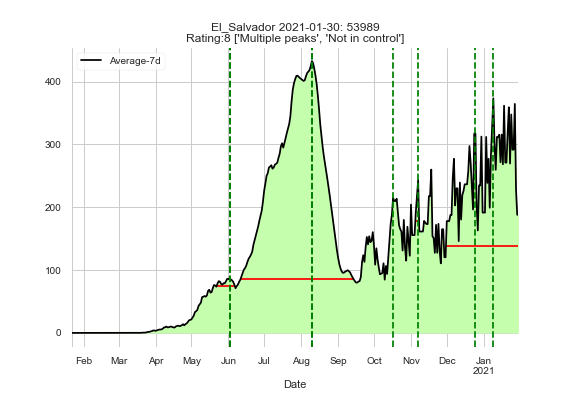 El_Salvador 2021-01-30: 53989
Rating:8 ['Multiple peaks', 'Not in control']
Average-7d
400
300
200
100
0
Feb Mar Apr May Jun Jul Aug Sep Oct Nov Dec Jan
2021
Date